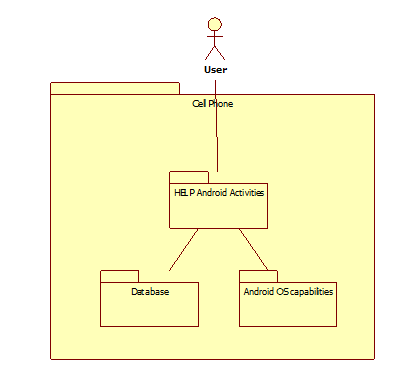 User
Cell Phone
HELP Android Activities
Database
Android OS capabilities